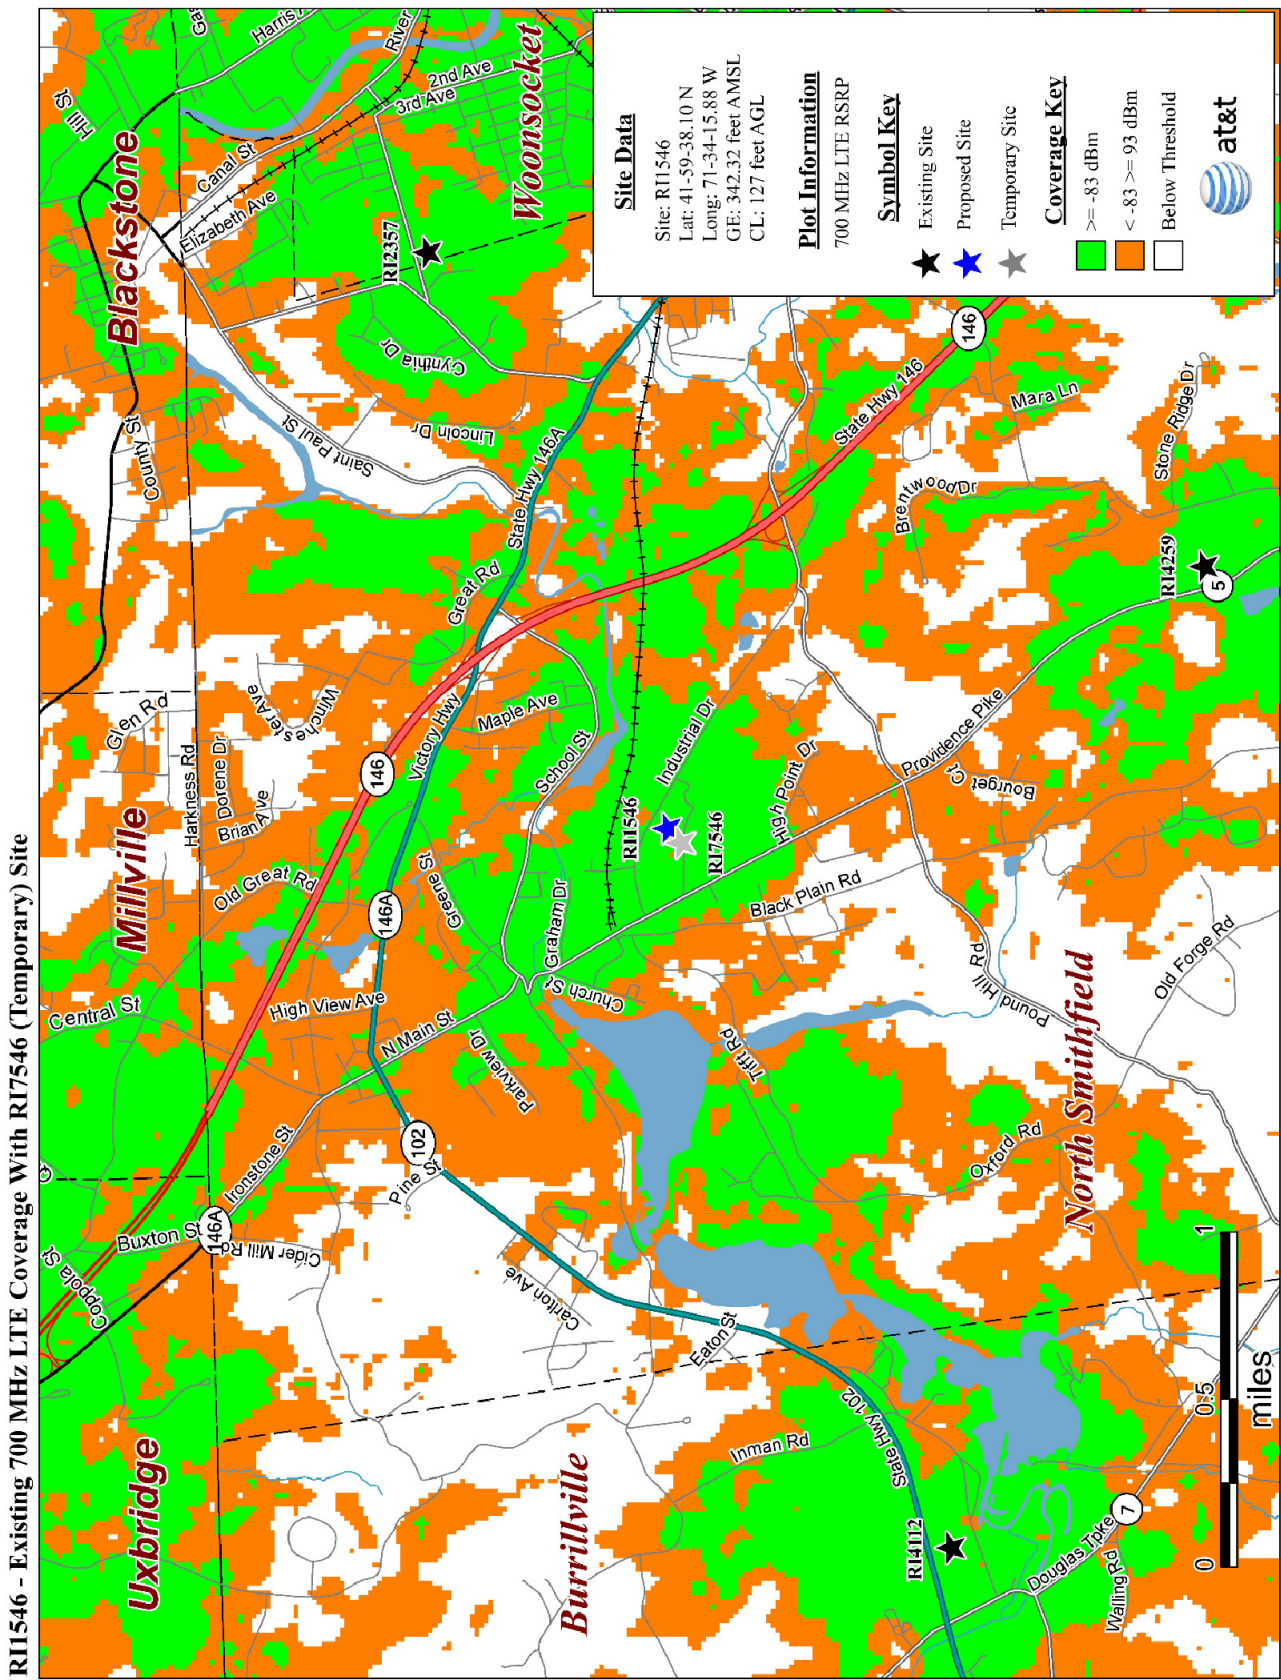 RI1546 - Existing 700 MHz LTE Coverage With RI7546 (Temporary) Site
Uxbridge
Millville
Blackstone
Woonsocket
Burrillville
North Smithfield
Coppola St
Buxton St
146A
Cider Mill Rd
Ironstone St
Central St
Pine St
102
High View Ave
N Main St
Parkview Dr
Old Great Rd
Brian Ave
Dorene Dr
Harkness Rd
Glen Rd
Winchester Ave
146
146A
Victory Hwy
Greene St
Maple Ave
School St
Great Rd
State Hwy 146A
Graham Dr
Church St
County St
Saint Paul St
Lincoln Dr
Cynthia Dr
Elizabeth Ave
Canal St
Hill St
Harris
River
2nd Ave
3rd Ave
RI2357
RI1546
RI7546
Industrial Dr
High Point Dr
Black Plain Rd
Tifft Rd
Carlton Ave
Eaton St
Inman Rd
State Hwy 102
RI4112
Douglas Tpke
Walling Rd
7
Oxford Rd
Pound Hill Rd
Old Forge Rd
Providence Pike
Bourget Ct
Brentwood Dr
State Hwy 146
146
Mara Ln
Stone Ridge Dr
RI4259
5
0
0.5
1
miles
Site Data
Site: RI1546
Lat: 41-59-38.10 N
Long: 71-34-15.88 W
GE: 342.32 feet AMSL
CL: 127 feet AGL
Plot Information
700 MHz LTE RSRP
Symbol Key
Existing Site
Proposed Site
Temporary Site
Coverage Key
>= -83 dBm
< -83 >= 93 dBm
Below Threshold
at&t